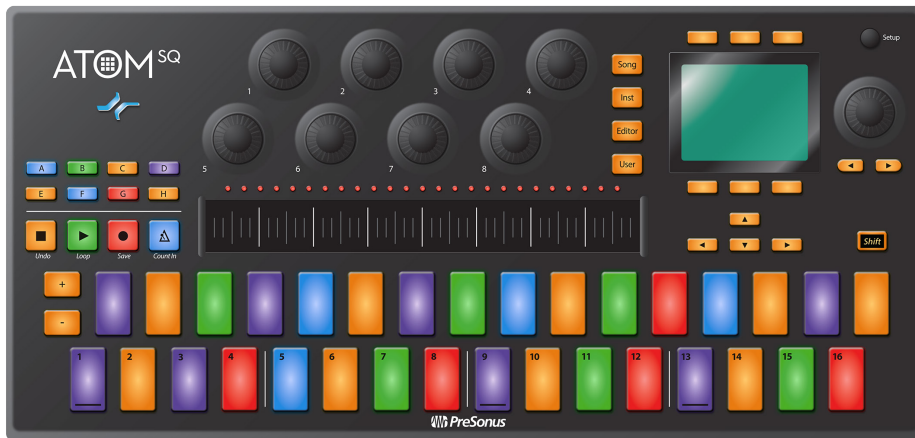 ATOM SQ
1 2 3 4
5 6 7 8
Song
Inst
Editor
User
Setup
A B C D
E F G H
Undo Loop Save Count In
Shift
+
-
1 2 3 4 5 6 7 8 9 10 11 12 13 14 15 16
PreSonus